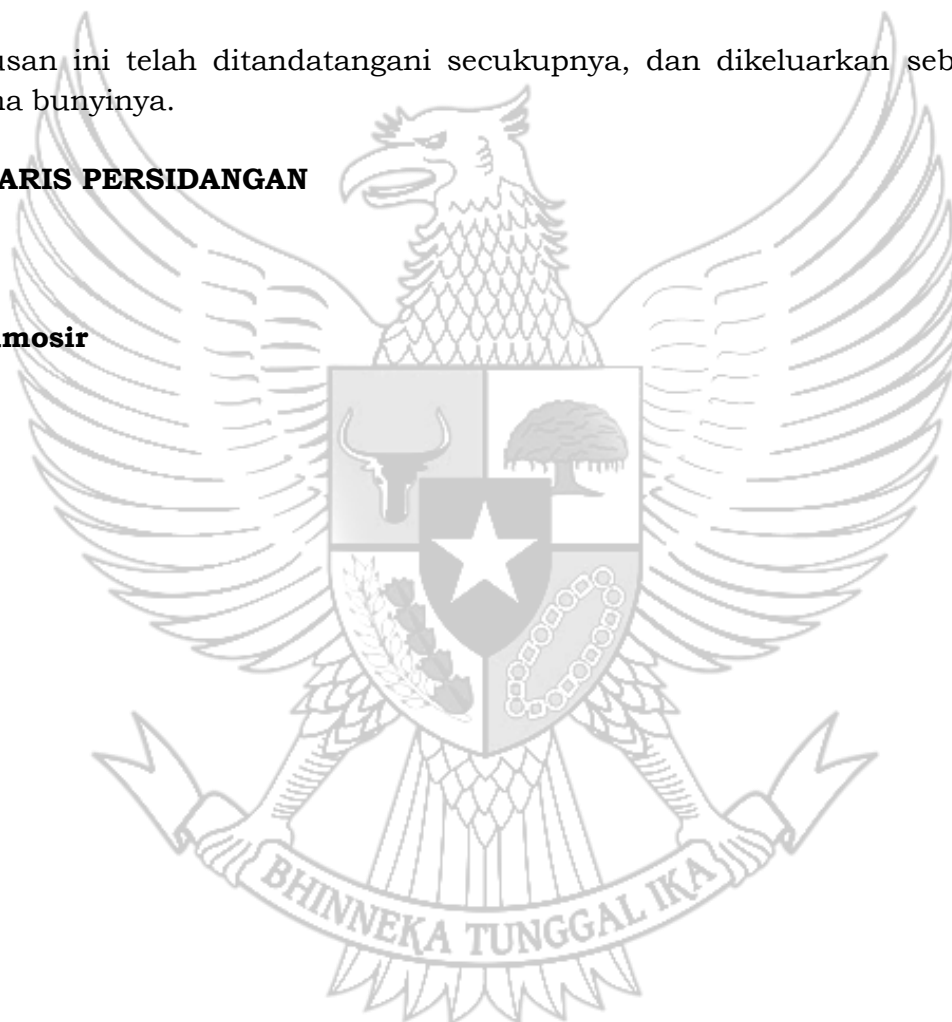 usan ini telah ditandatangani secukupnya, dan dikeluarkan seb
na bunyinya.
ARIS PERSIDANGAN
mosir
BHINNEKA TUNGGAL IKA